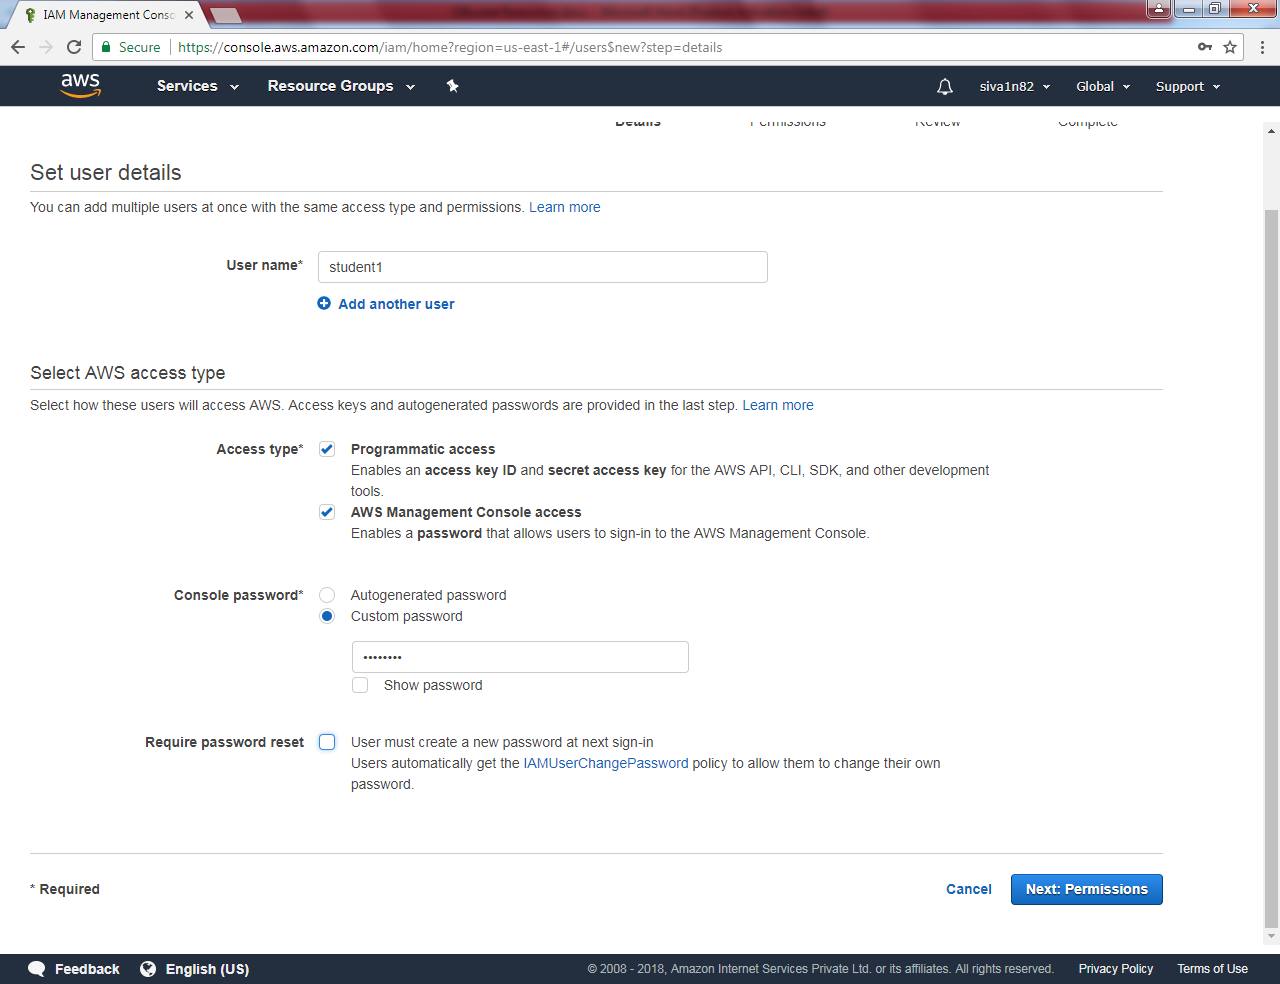 IAM Management Consc
Secure
https://console.aws.amazon.com/iam/home?region=us-east-1#/users$new?step=details
aws
Services
Resource Groups
siva1n82
Global
Support
Details
Permissions
Review
Complete
Set user details
You can add multiple users at once with the same access type and permissions. Learn more
User name*
student1
Add another user
Select AWS access type
Select how these users will access AWS. Access keys and autogenerated passwords are provided in the last step. Learn more
Access type*
Programmatic access
Enables an access key ID and secret access key for the AWS API, CLI, SDK, and other development
tools.
AWS Management Console access
Enables a password that allows users to sign-in to the AWS Management Console.
Console password*
Autogenerated password
Custom password
••••••••
Show password
Require password reset
User must create a new password at next sign-in
Users automatically get the IAMUserChangePassword policy to allow them to change their own
password.
* Required
Cancel
Next: Permissions
Feedback
English (US)
© 2008 - 2018, Amazon Internet Services Private Ltd. or its affiliates. All rights reserved.
Privacy Policy
Terms of Use